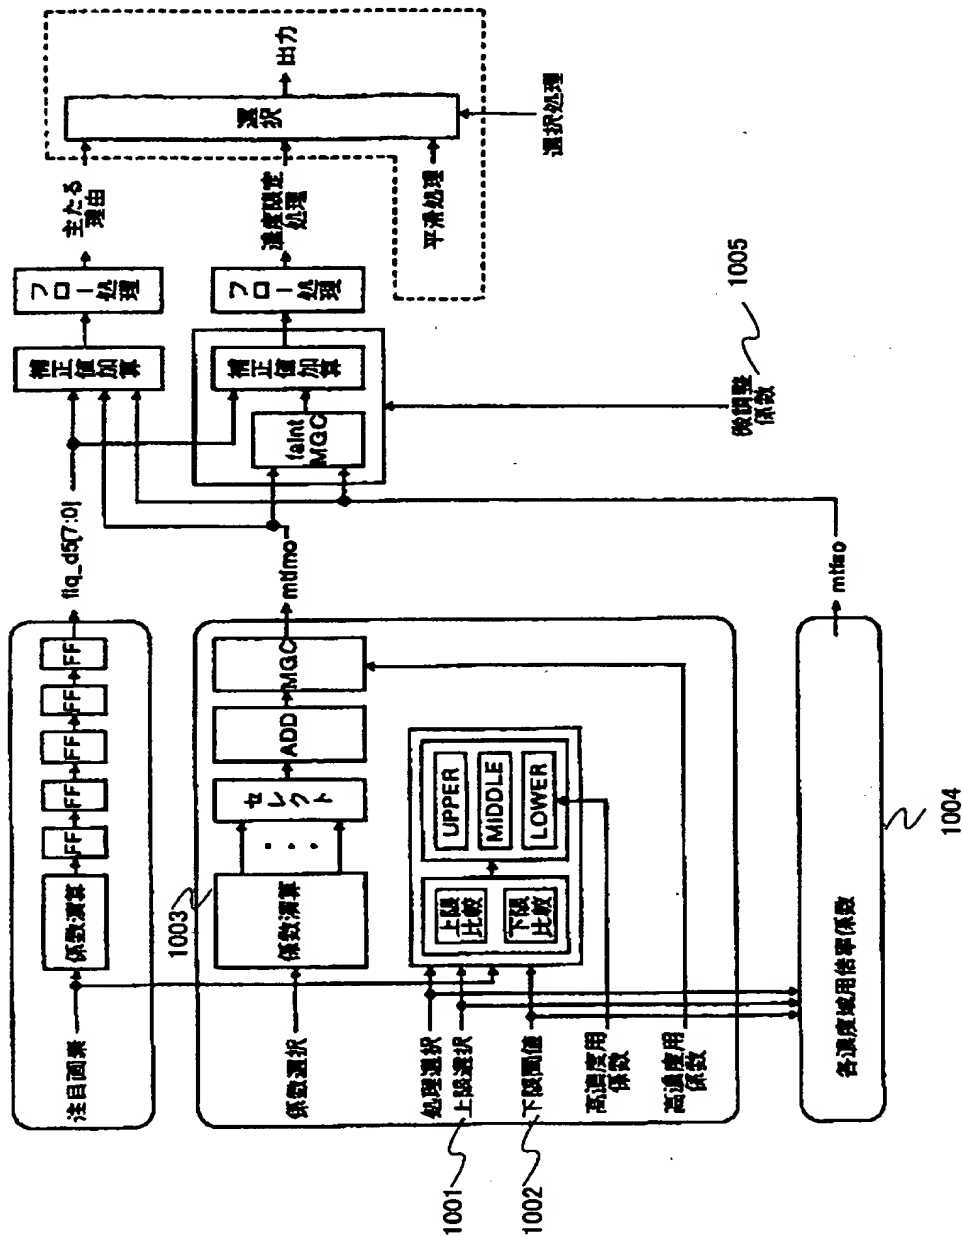 注目画素
係数演算
FF
FF
FF
FF
FF
flq_d5(7:0)
補正値加算
フロー処理
主たる
理由
係数選択
1003
係数演算
セレクト
ADD
MGC
mtfmo
faint
MGC
補正値加算
フロー処理
濃度限定
処理
選択
出力
処理選択
上限選択
下限閾値
1001
1002
上限
比較
下限
比較
UPPER
MIDDLE
LOWER
高濃度用
係数
高濃度用
係数
平滑処理
選択処理
微調整
係数
1005
各濃度域用倍率係数
1004